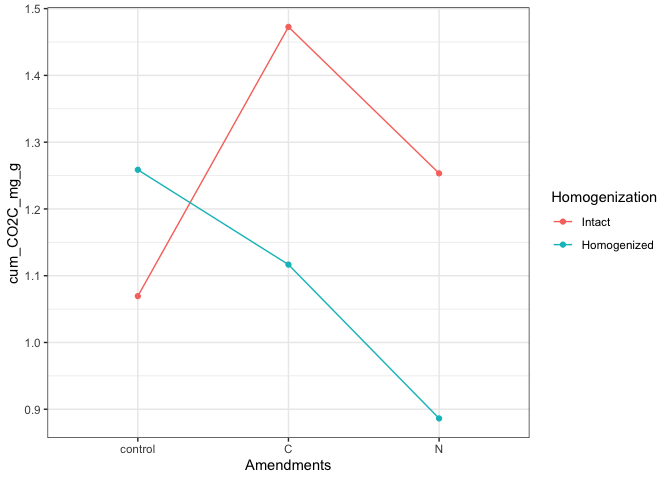 1.5
1.4
1.3
1.2
1.1
1.0
0.9
cum_CO2C_mg_g
control C N
Amendments
Homogenization
Intact
Homogenized